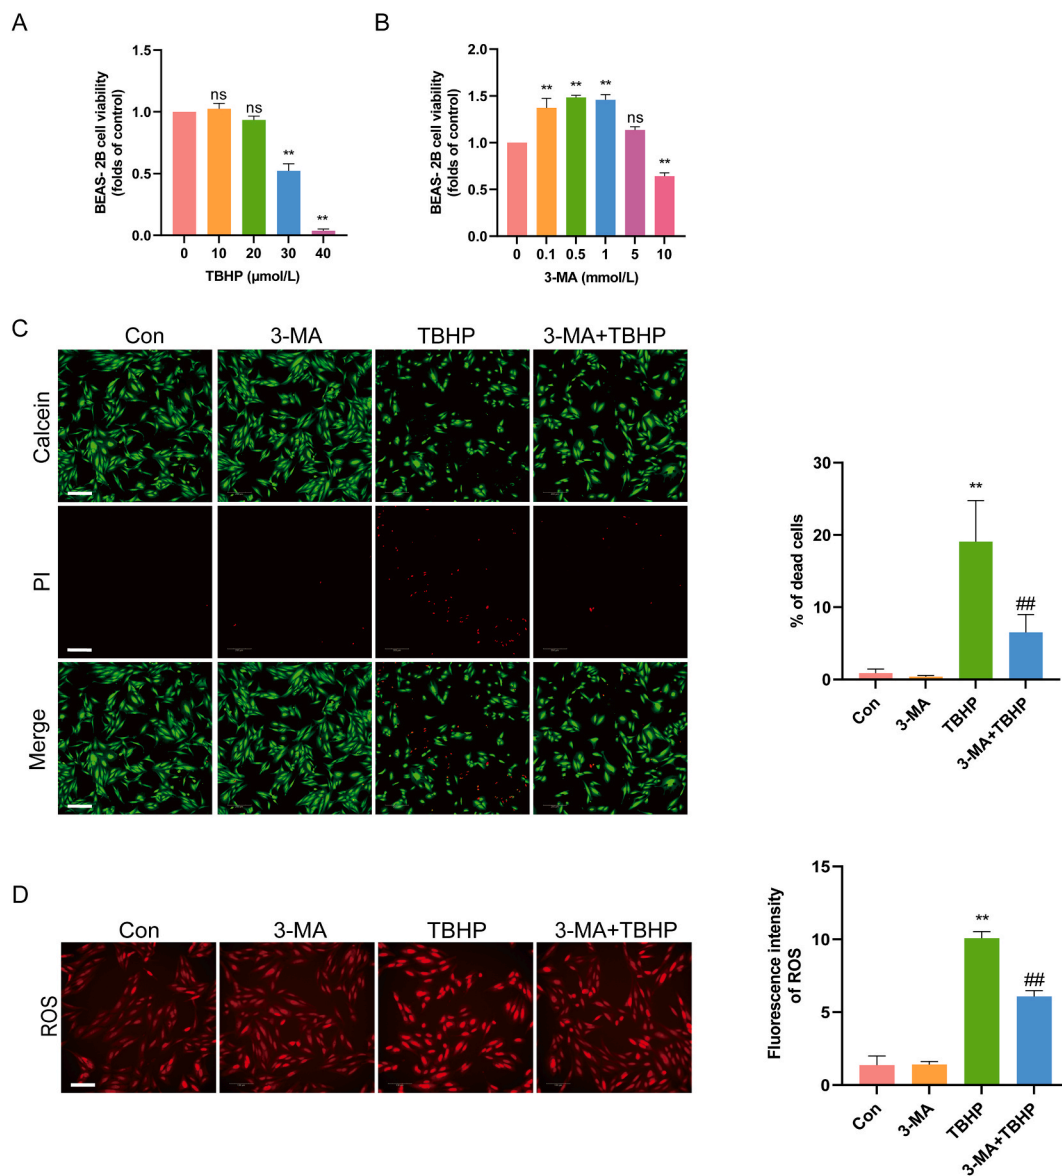 A
B
1.5
1.0
0.5
0.0
BEAS- 2B cell viability
(folds of control)
ns
ns
**
**
0 10 20 30 40
TBHP (μmol/L)
2.0
1.5
1.0
0.5
0.0
BEAS- 2B cell viability
(folds of control)
**
**
**
ns
**
0 0.1 0.5 1 5 10
3-MA (mmol/L)
C
Con 3-MA TBHP 3-MA+TBHP
Calcein
PI
Merge
30
20
10
0
% of dead cells
**
##
Con
3-MA
TBHP
3-MA+TBHP
D
Con 3-MA TBHP 3-MA+TBHP
ROS
15
10
5
0
Fluorescence intensity
of ROS
**
##
Con
3-MA
TBHP
3-MA+TBHP